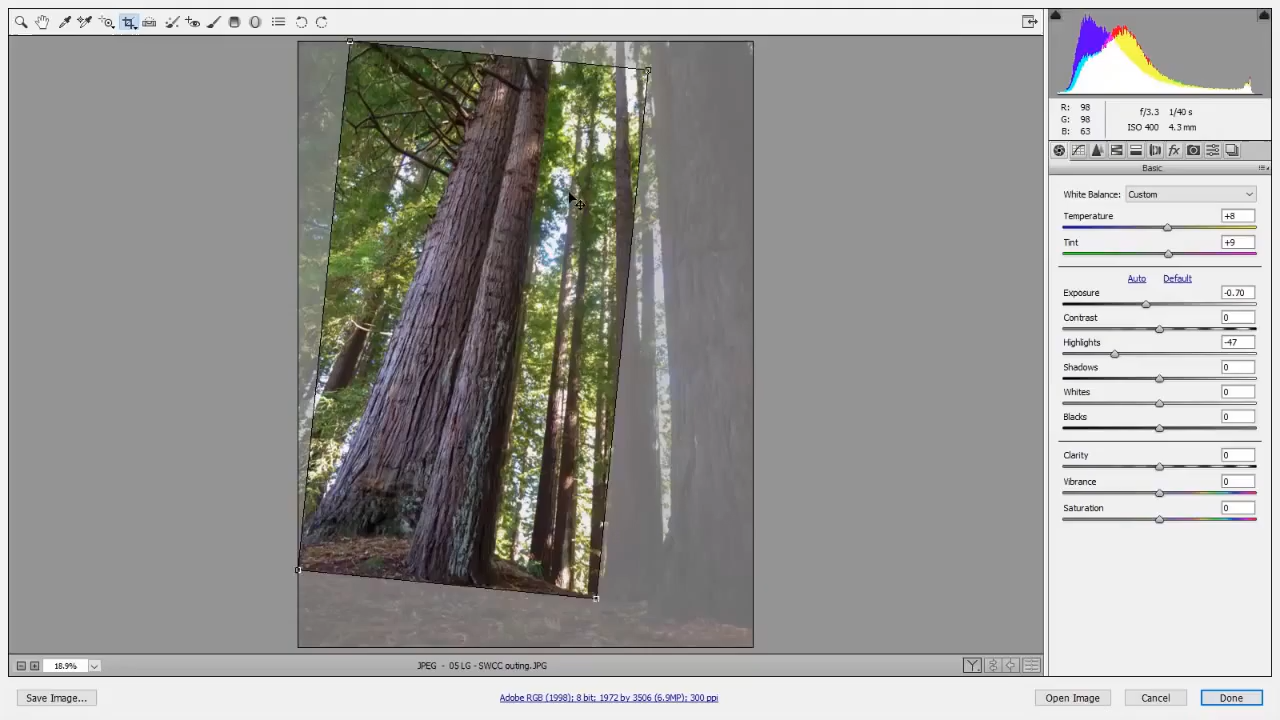 R: 98
G: 98
B: 63
f/3.3 1/40 s
ISO 400 4.3 mm
fx
Basic
White Balance: Custom
Temperature +8
Tint +9
Auto Default
Exposure -0.70
Contrast 0
Highlights -47
Shadows 0
Whites 0
Blacks 0
Clarity 0
Vibrance 0
Saturation 0
18.9% JPEG - 05 LG - SWCC outing.JPG Y
Save Image... Adobe RGB (1998); 8 bit; 1972 by 3506 (6.9MP); 300 ppi Open Image Cancel Done